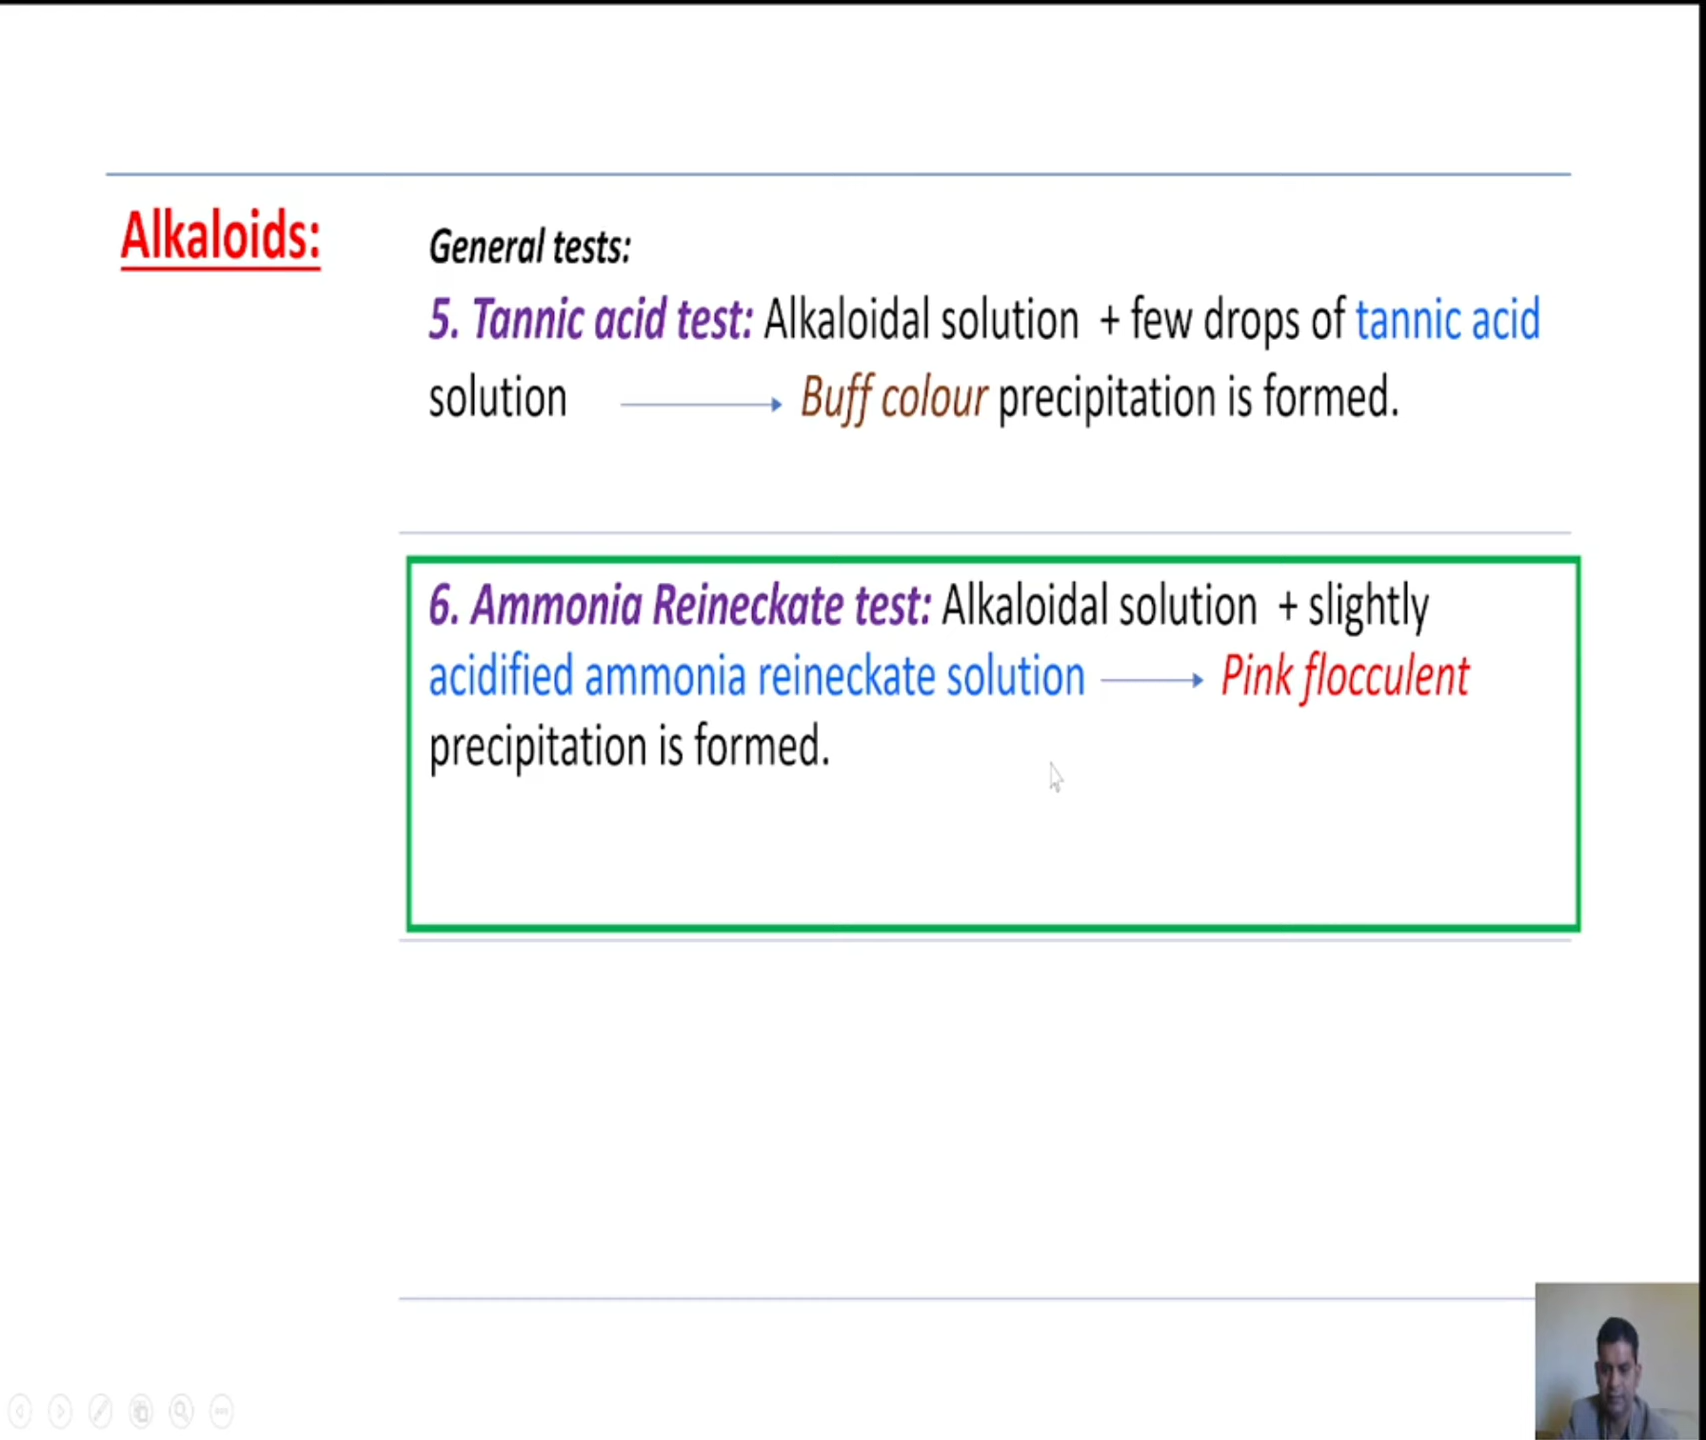 Alkaloids:
General tests:
5. Tannic acid test: Alkaloidal solution + few drops of tannic acid
solution Buff colour precipitation is formed.
6. Ammonia Reineckate test: Alkaloidal solution + slightly
acidified ammonia reineckate solution Pink flocculent
precipitation is formed.